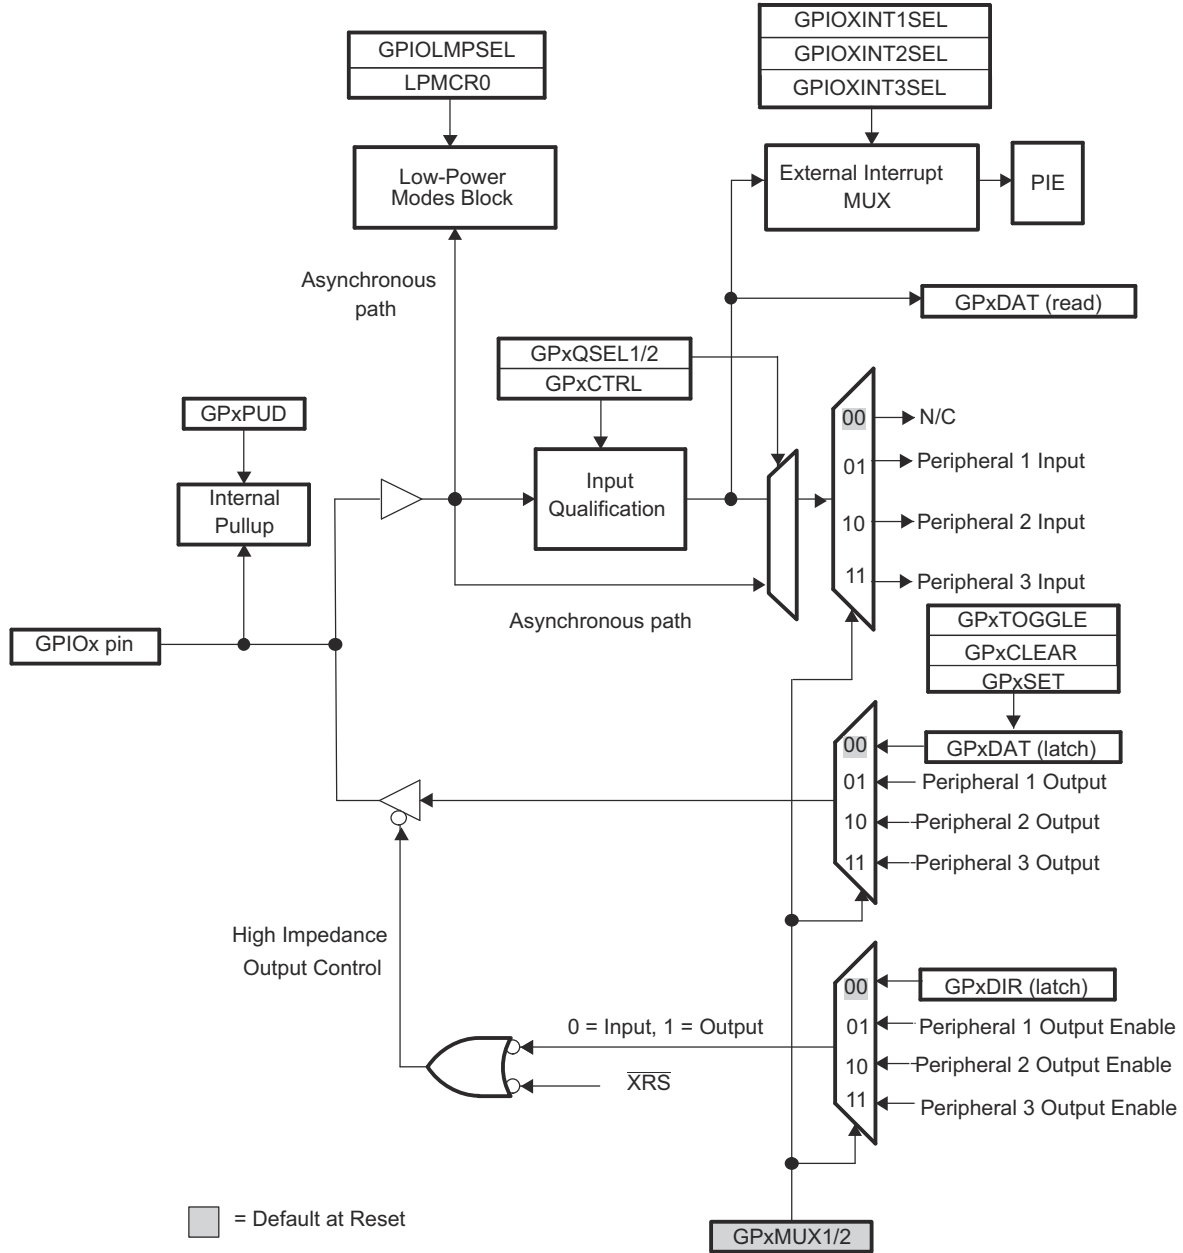 GPIOXINT1SEL
GPIOXINT2SEL
GPIOXINT3SEL
GPIOLMPSEL
LPMCR0
Low-Power
Modes Block
External Interrupt
MUX
PIE
Asynchronous
path
GPxDAT (read)
GPxQSEL1/2
GPxCTRL
GPxPUD
Internal
Pullup
Input
Qualification
00
N/C
01
Peripheral 1 Input
10
Peripheral 2 Input
11
Peripheral 3 Input
Asynchronous path
GPIOx pin
GPxTOGGLE
GPxCLEAR
GPxSET
00
GPxDAT (latch)
01
Peripheral 1 Output
10
Peripheral 2 Output
11
Peripheral 3 Output
High Impedance
Output Control
00
GPxDIR (latch)
0 = Input, 1 = Output
01
Peripheral 1 Output Enable
10
Peripheral 2 Output Enable
XRS
11
Peripheral 3 Output Enable
= Default at Reset
GPxMUX1/2